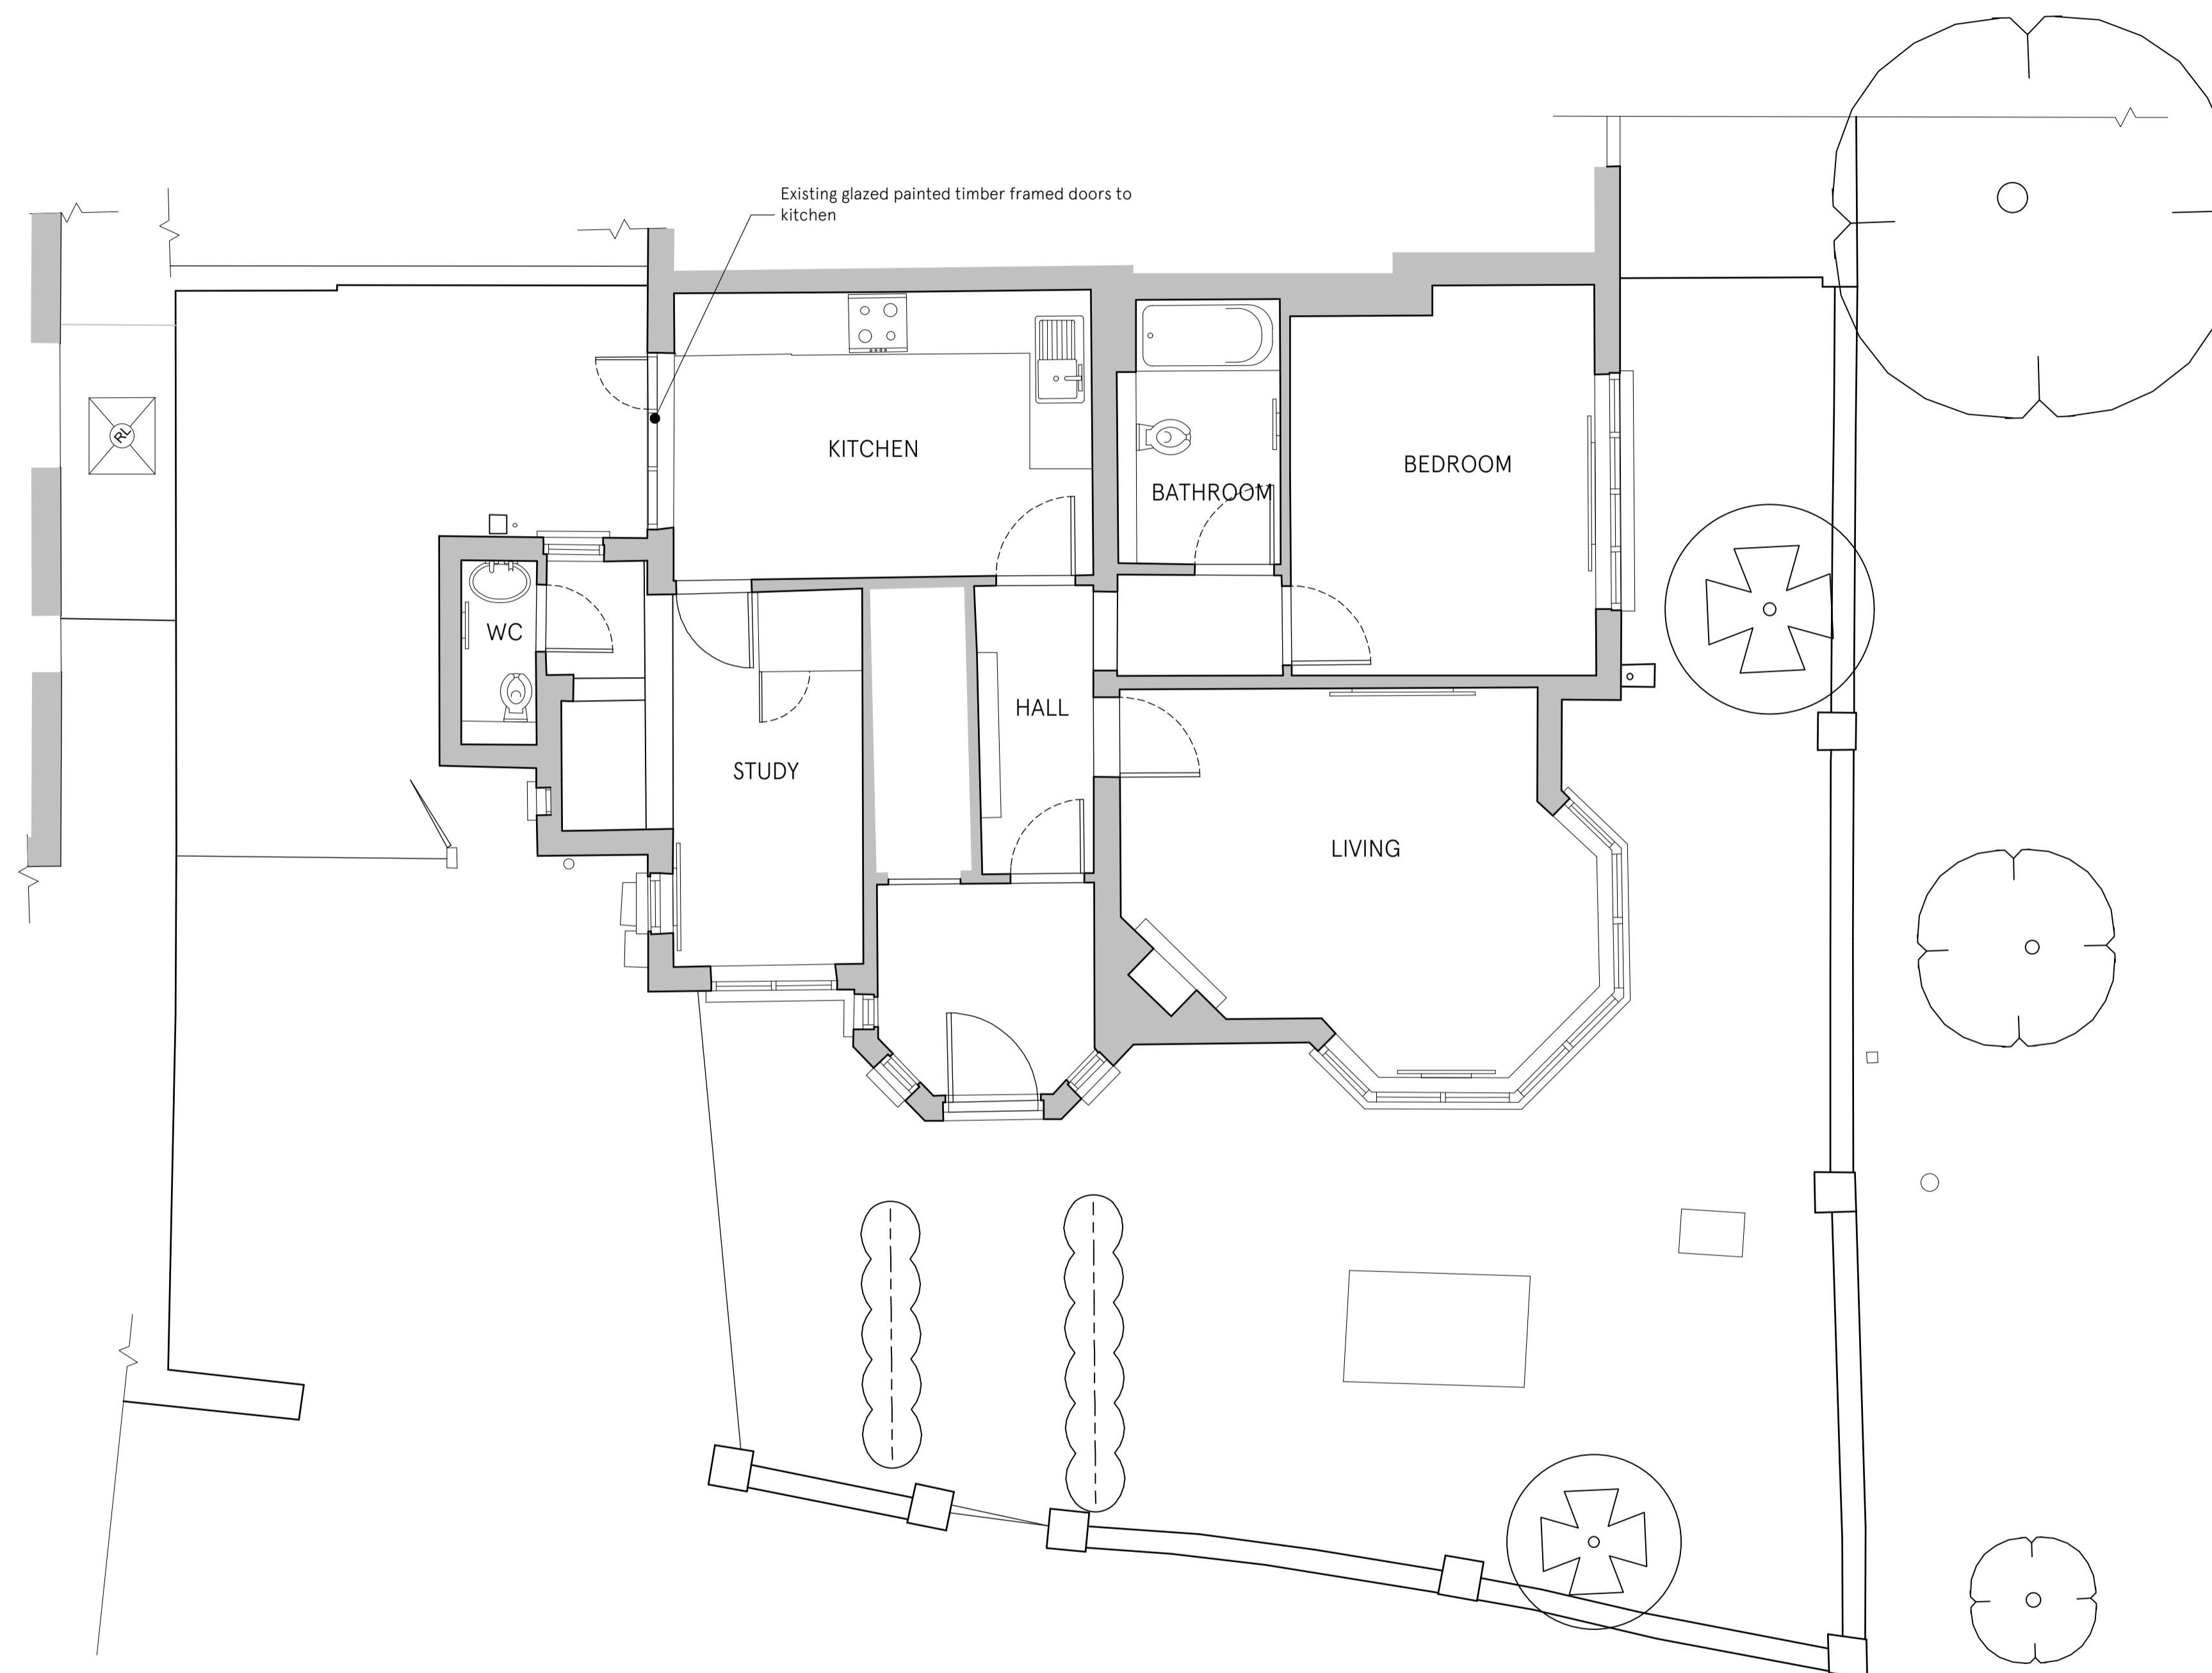 Existing glazed painted timber framed doors to
kitchen
RL
KITCHEN
BEDROOM
BATHROOM
WC
HALL
STUDY
LIVING